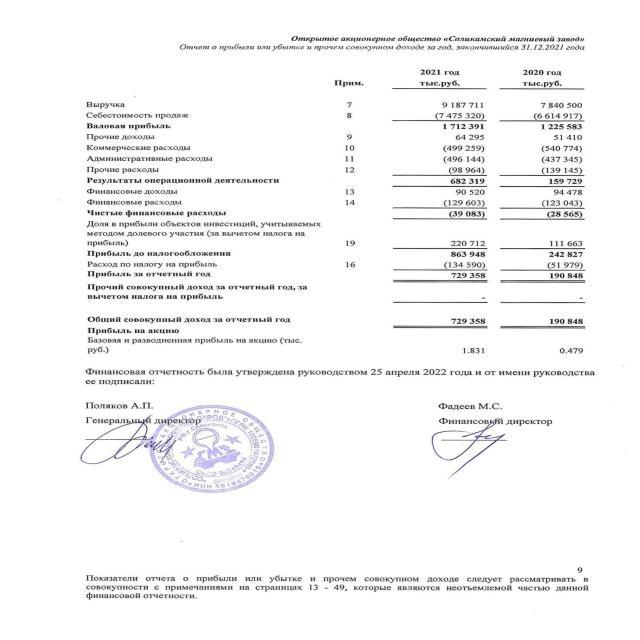 Открытое акционерное общество «Соликамский магниевый завод»
Отчет о прибыли или убытке и прочем совокупном доходе за год, закончившийся 31.12.2021 года
Прим. 2021 год тыс.руб. 2020 год тыс.руб.
Выручка 7 9 187 711 7 840 500
Себестоимость продаж 8 (7 475 320) (6 614 917)
Валовая прибыль 1 712 391 1 225 583
Прочие доходы 9 64 295 51 410
Коммерческие расходы 10 (499 259) (540 774)
Административные расходы 11 (496 144) (437 345)
Прочие расходы 12 (98 964) (139 145)
Результаты операционной деятельности 682 319 159 729
Финансовые доходы 13 90 520 94 478
Финансовые расходы 14 (129 603) (123 043)
Чистые финансовые расходы (39 083) (28 565)
Доля в прибыли объектов инвестиций, учитываемых
методом долевого участия (за вычетом налога на
прибыль) 19 220 712 111 663
Прибыль до налогообложения 863 948 242 827
Расход по налогу на прибыль 16 (134 590) (51 979)
Прибыль за отчетный год 729 358 190 848
Прочий совокупный доход за отчетный год, за
вычетом налога на прибыль - -
Общий совокупный доход за отчетный год 729 358 190 848
Прибыль на акцию
Базовая и разводненная прибыль на акцию (тыс.
руб.) 1.831 0.479
Финансовая отчетность была утверждена руководством 25 апреля 2022 года и от имени руководства
ее подписали:
Поляков А.П. Фадеев М.С.
Генеральный директор Финансовый директор
СМЗ
9
Показатели отчета о прибыли или убытке и прочем совокупном доходе следует рассматривать в
совокупности с примечаниями на страницах 13 - 49, которые являются неотъемлемой частью данной
финансовой отчетности.